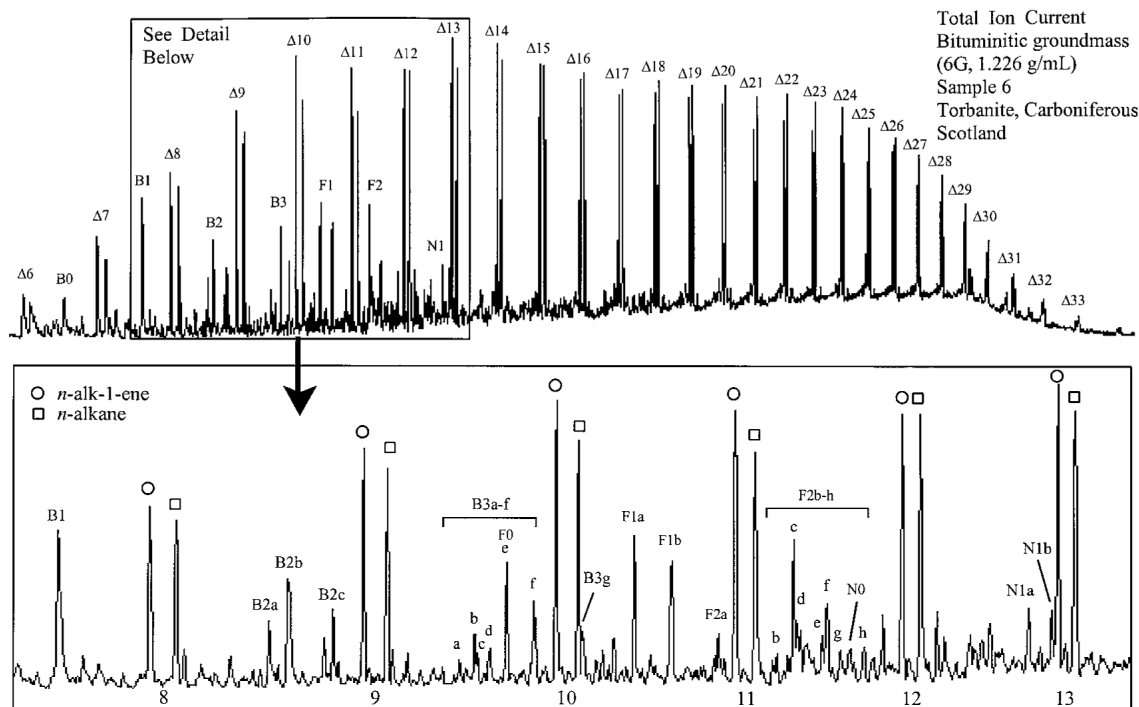 See Detail
Below
Total Ion Current
Bituminitic groundmass
(6G, 1.226 g/mL)
Sample 6
Torbanite, Carboniferous
Scotland
Δ6
B0
Δ7
B1
Δ8
B2
Δ9
B3
Δ10
F1
Δ11
F2
Δ12
N1
Δ13
Δ14
Δ15
Δ16
Δ17
Δ18
Δ19
Δ20
Δ21
Δ22
Δ23
Δ24
Δ25
Δ26
Δ27
Δ28
Δ29
Δ30
Δ31
Δ32
Δ33
n-alk-1-ene
n-alkane
B1
B2a
B2b
B2c
B3a-f
a
b
c
d
F0
e
f
B3g
F1a
F1b
F2a
F2b-h
b
c
d
e
f
g
N0
h
N1a
N1b
8
9
10
11
12
13